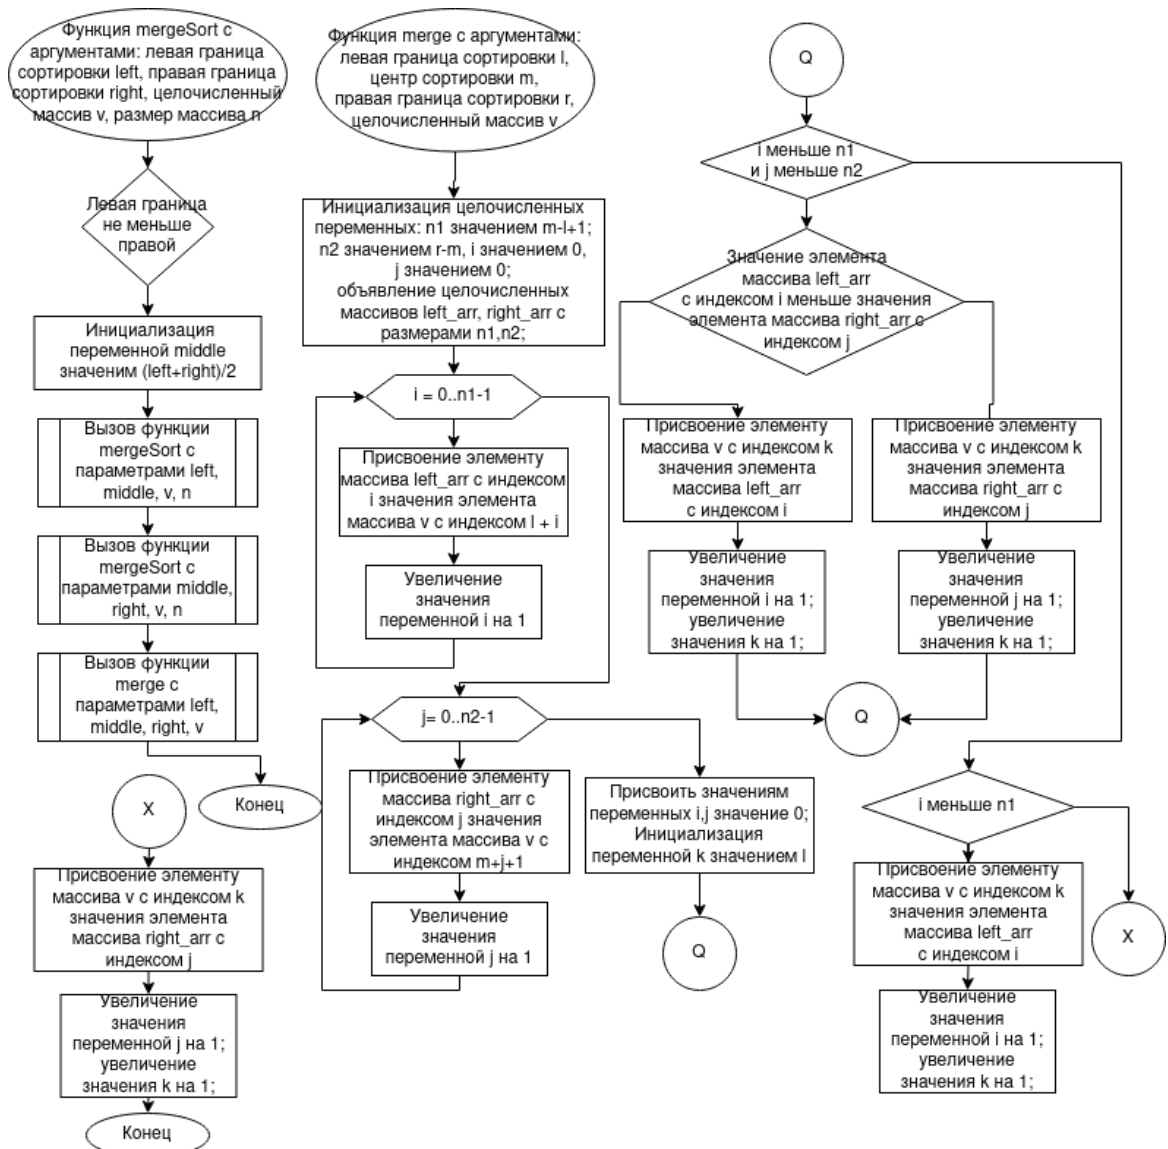 Функция mergeSort с
аргументами: левая граница
сортировки left, правая граница
сортировки right, целочисленный
массив v, размер массива n
Левая граница
не меньше
правой
Инициализация
переменной middle
значеним (left+right)/2
Вызов функции
mergeSort с
параметрами left,
middle, v, n
Вызов функции
mergeSort с
параметрами middle,
right, v, n
Вызов функции
merge с
параметрами left,
middle, right, v
Конец
X
Присвоение элементу
массива v с индексом k
значения элемента
массива right_arr с
индексом j
Увеличение
значения
переменной j на 1;
увеличение
значения k на 1;
Конец
Функция merge с аргументами:
левая граница сортировки l,
центр сортировки m,
правая граница сортировки r,
целочисленный массив v
Инициализация целочисленных
переменных: n1 значением m-l+1;
n2 значением r-m, i значением 0,
j значением 0;
объявление целочисленных
массивов left_arr, right_arr с
размерами n1,n2;
i = 0..n1-1
Присвоение элементу
массива left_arr с индексом
i значения элемента
массива v с индексом l + i
Увеличение
значения
переменной i на 1
j= 0..n2-1
Присвоение элементу
массива right_arr с
индексом j значения
элемента массива v с
индексом m+j+1
Увеличение
значения
переменной j на 1
Присвоить значениям
переменных i,j значение 0;
Инициализация
переменной k значением l
Q
Q
i меньше n1
и j меньше n2
Значение элемента
массива left_arr
с индексом i меньше значения
элемента массива right_arr с
индексом j
Присвоение элементу
массива v с индексом k
значения элемента
массива left_arr
с индексом i
Увеличение
значения
переменной i на 1;
увеличение
значения k на 1;
Присвоение элементу
массива v с индексом k
значения элемента
массива right_arr с
индексом j
Увеличение
значения
переменной j на 1;
увеличение
значения k на 1;
Q
i меньше n1
Присвоение элементу
массива v с индексом k
значения элемента
массива left_arr
с индексом i
Увеличение
значения
переменной i на 1;
увеличение
значения k на 1;
X